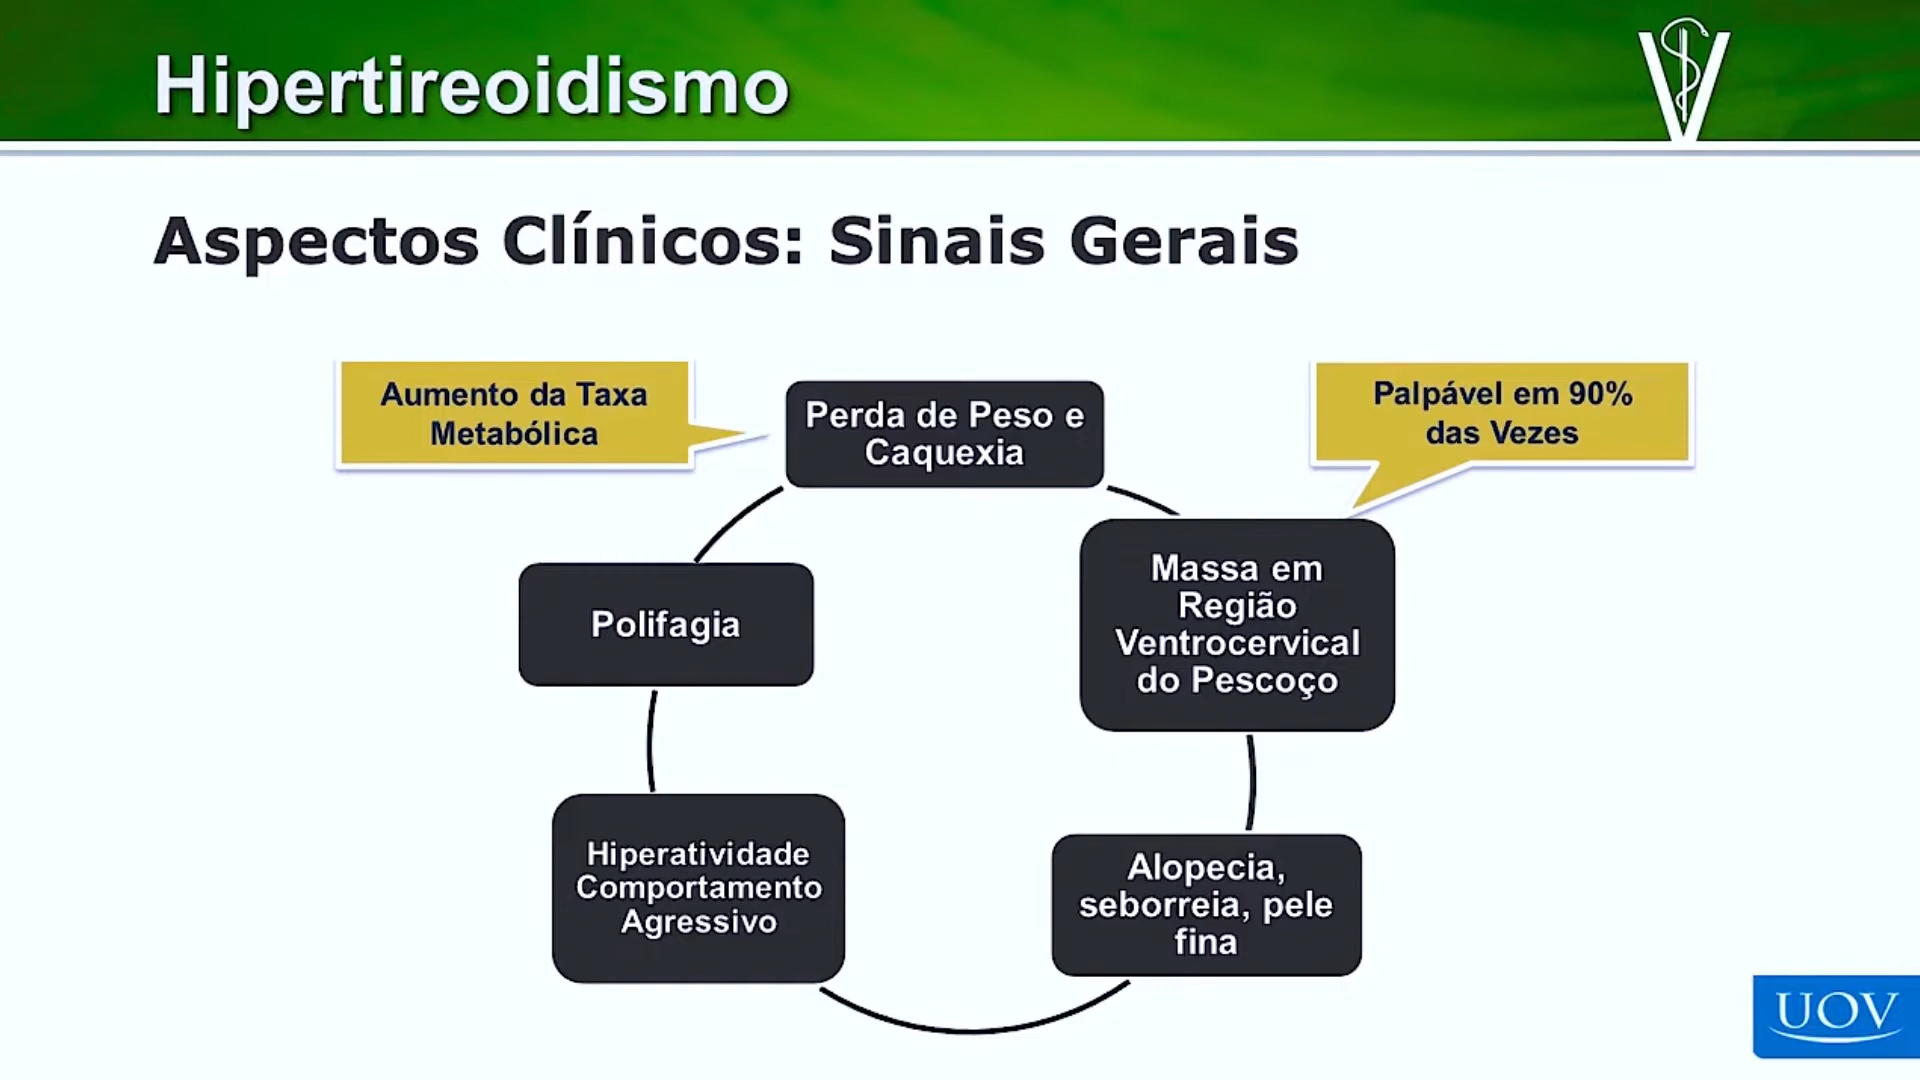 Hipertireoidismo
Aspectos Clínicos: Sinais Gerais
Aumento da Taxa
Metabólica
Perda de Peso e
Caquexia
Palpável em 90%
das Vezes
Massa em
Região
Ventrocervical
do Pescoço
Polifagia
Hiperatividade
Comportamento
Agressivo
Alopecia,
seborreia, pele
fina
UOV